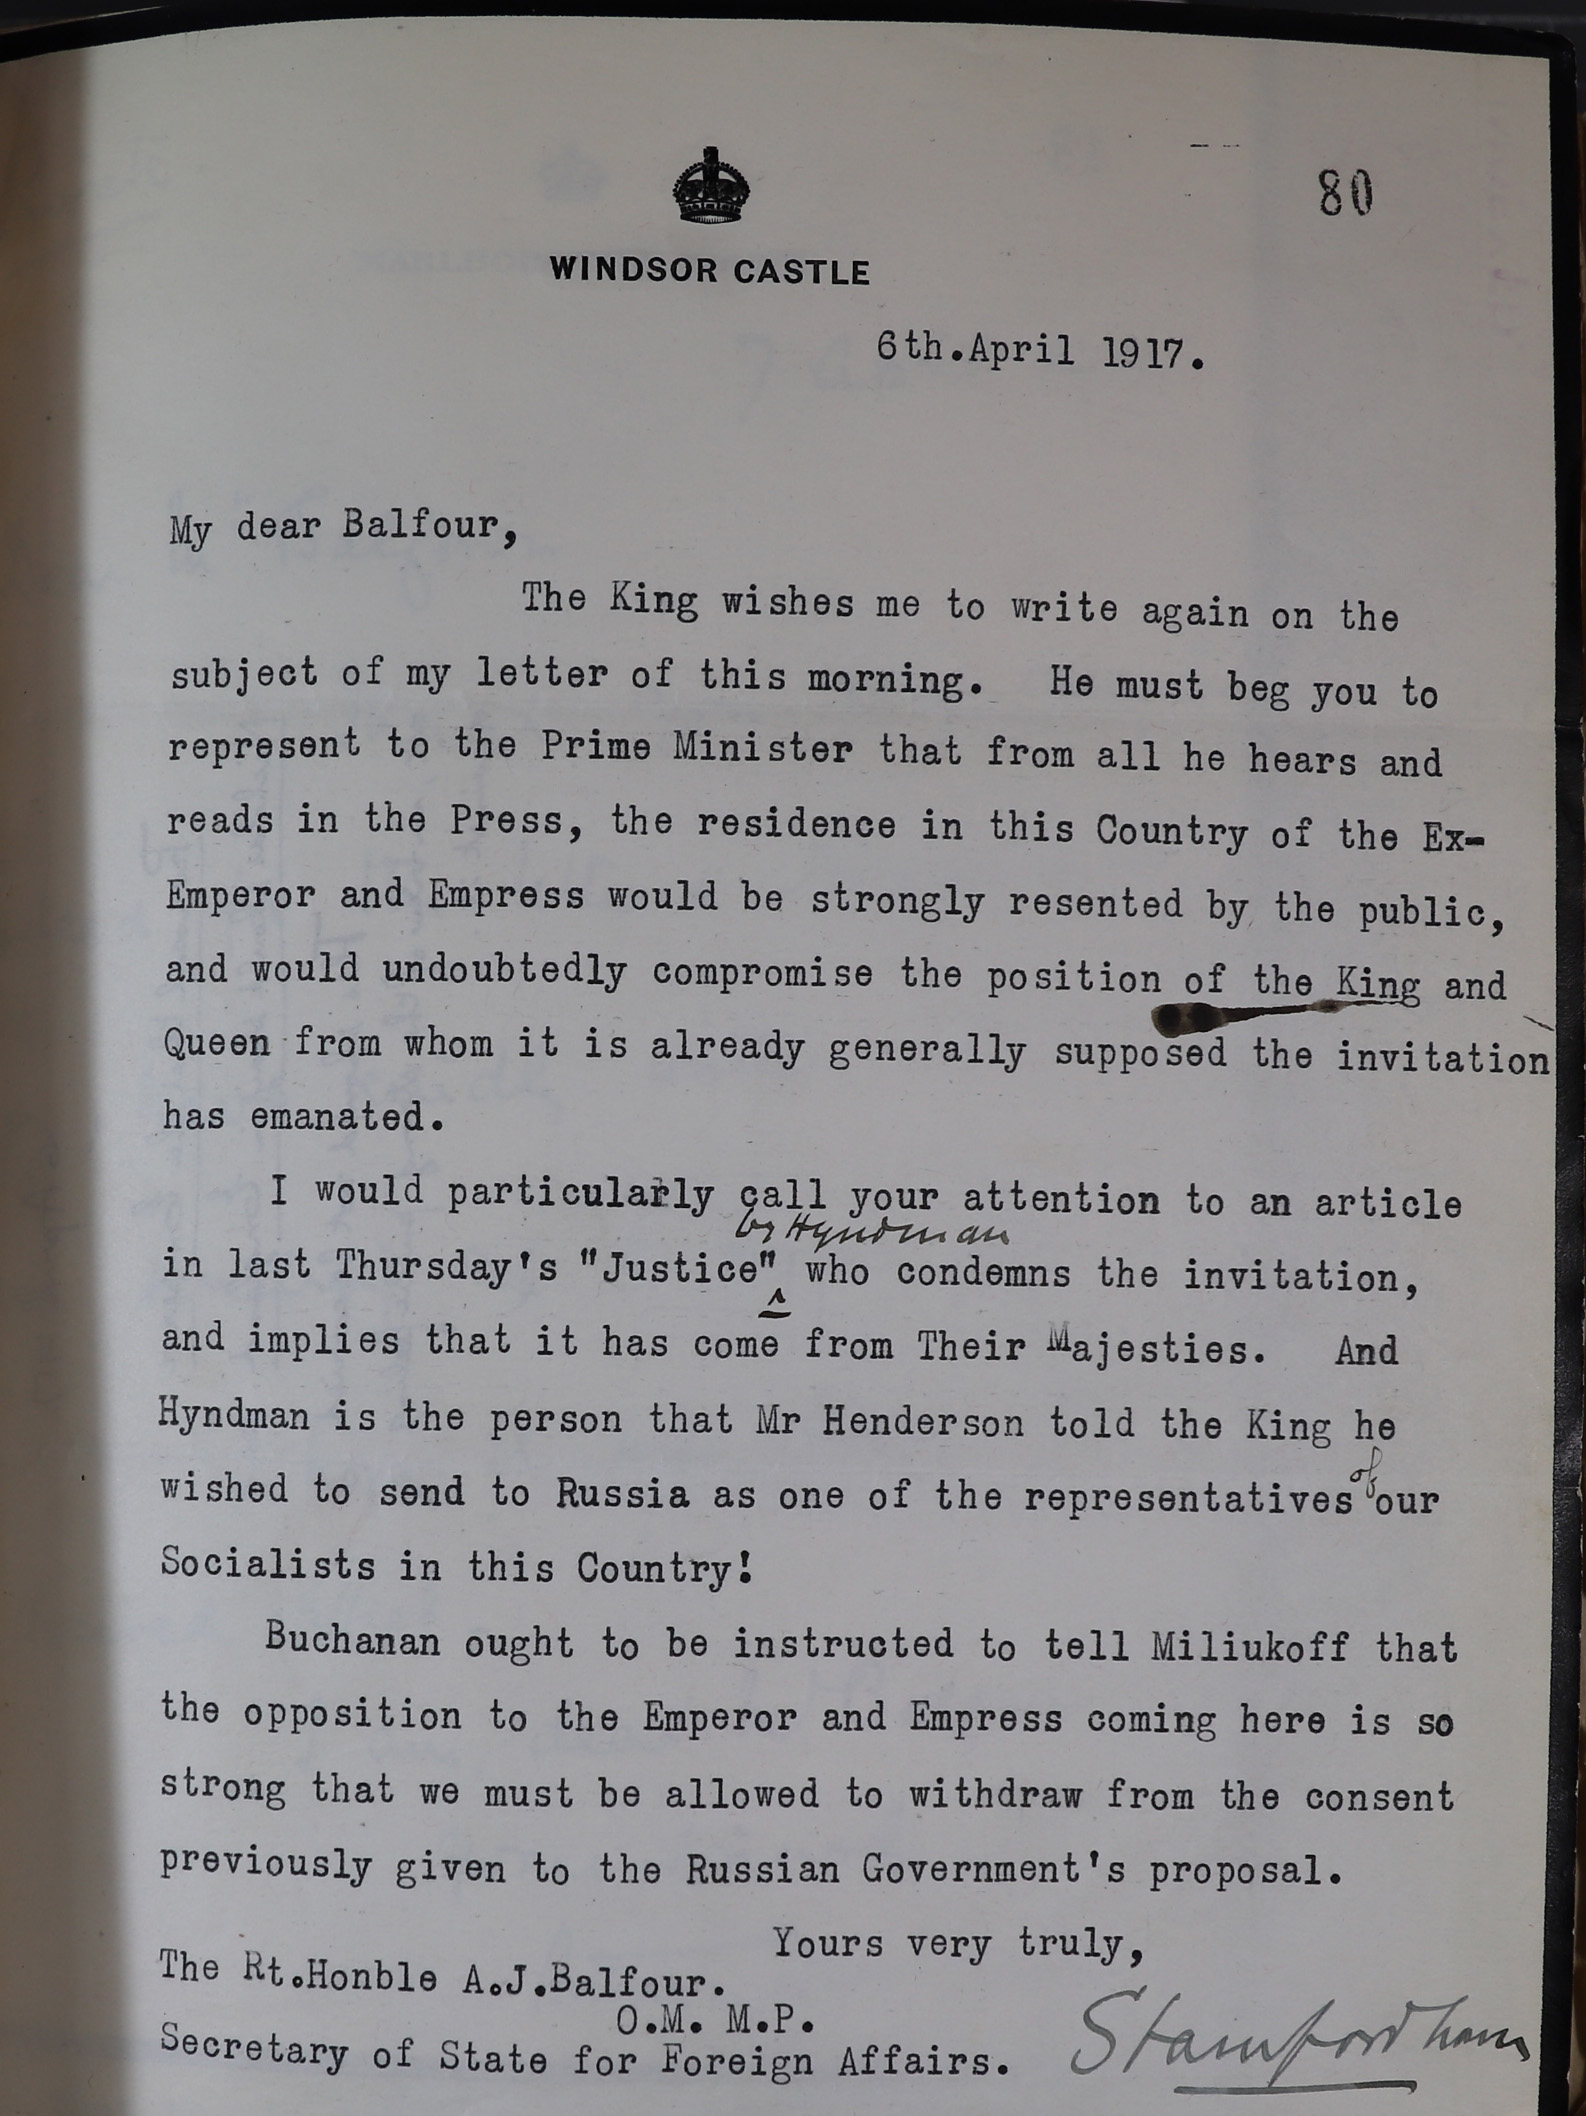 80
WINDSOR CASTLE
6th.April 1917.
My dear Balfour,
The King wishes me to write again on the
subject of my letter of this morning. He must beg you to
represent to the Prime Minister that from all he hears and
reads in the Press, the residence in this Country of the Ex-
Emperor and Empress would be strongly resented by the public,
and would undoubtedly compromise the position of the King and
Queen from whom it is already generally supposed the invitation
has emanated.
I would particularly call your attention to an article
by Hyndman
in last Thursday's "Justice" who condemns the invitation,
and implies that it has come from Their Majesties. And
Hyndman is the person that Mr Henderson told the King he
wished to send to Russia as one of the representatives of our
Socialists in this Country!
Buchanan ought to be instructed to tell Miliukoff that
the opposition to the Emperor and Empress coming here is so
strong that we must be allowed to withdraw from the consent
previously given to the Russian Government's proposal.
Yours very truly,
The Rt.Honble A.J.Balfour.
O.M. M.P.
Secretary of State for Foreign Affairs.
Stamfordham